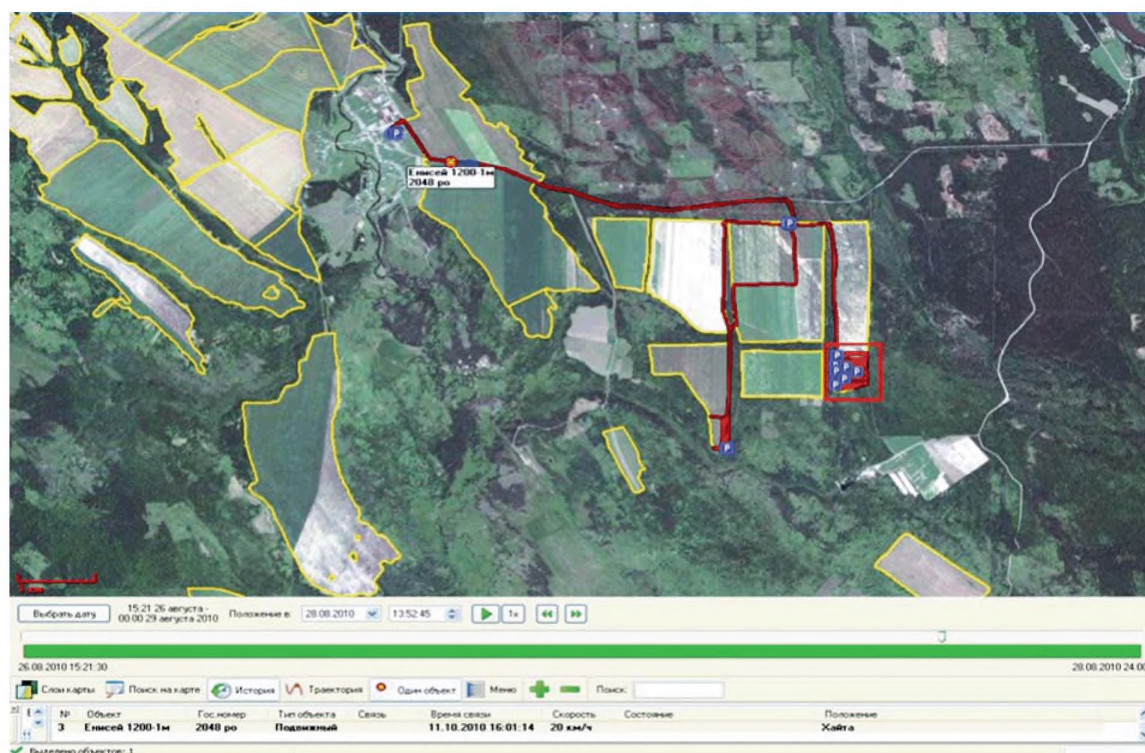 Енисей 1200-1м
2048 ро
P
P
P
P
P
P
P
P
P
P
1 км
Выбрать дату
15:21 26 августа -
00:00 29 августа 2010
Положение в: 28.08.2010 13:52:45 1x
26.08.2010 15:21:30 28.08.2010 24:00
Слои карты Поиск на карте История Траектория Один объект Меню Поиск:
№ Объект Гос.номер Тип объекта Связь Время связи Скорость Состояние Положение
3 Енисей 1200-1м 2048 ро Подвижный 11.10.2010 16:01:14 20 км/ч Хайта
Выделено объектов: 1